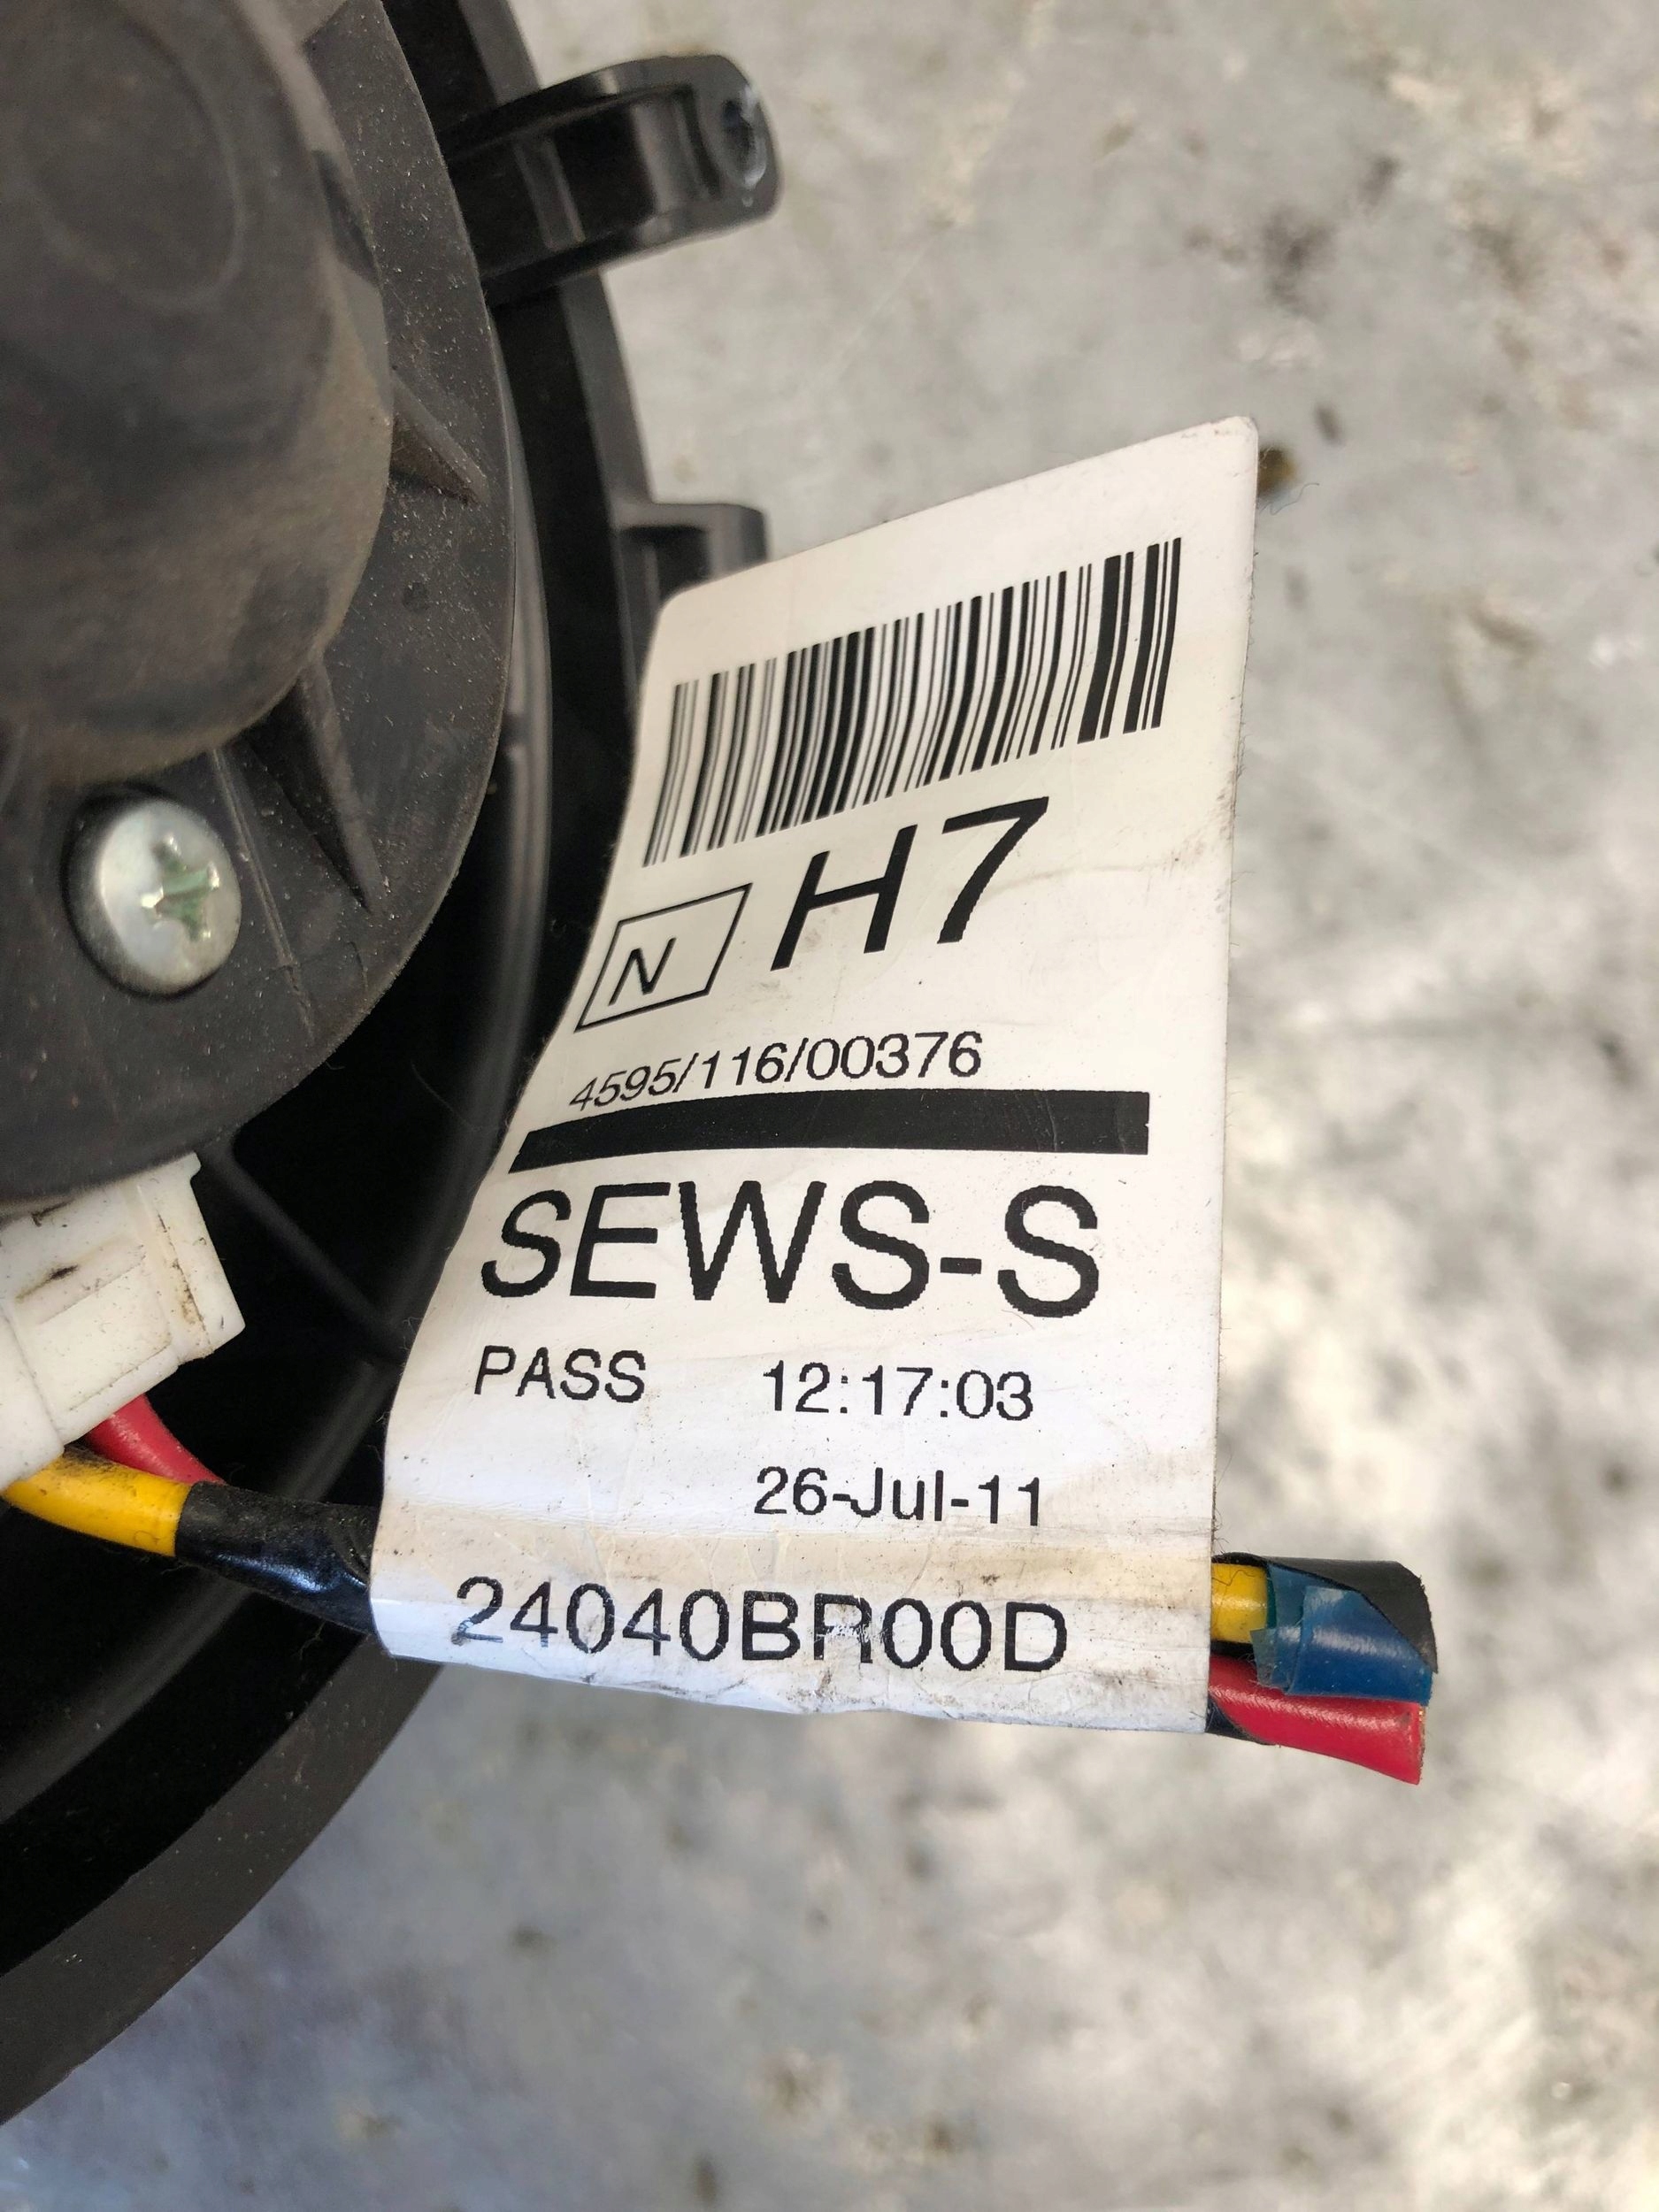 N H7
4595/116/00376
SEWS-S
PASS 12:17:03
26-Jul-11
24040BR00D